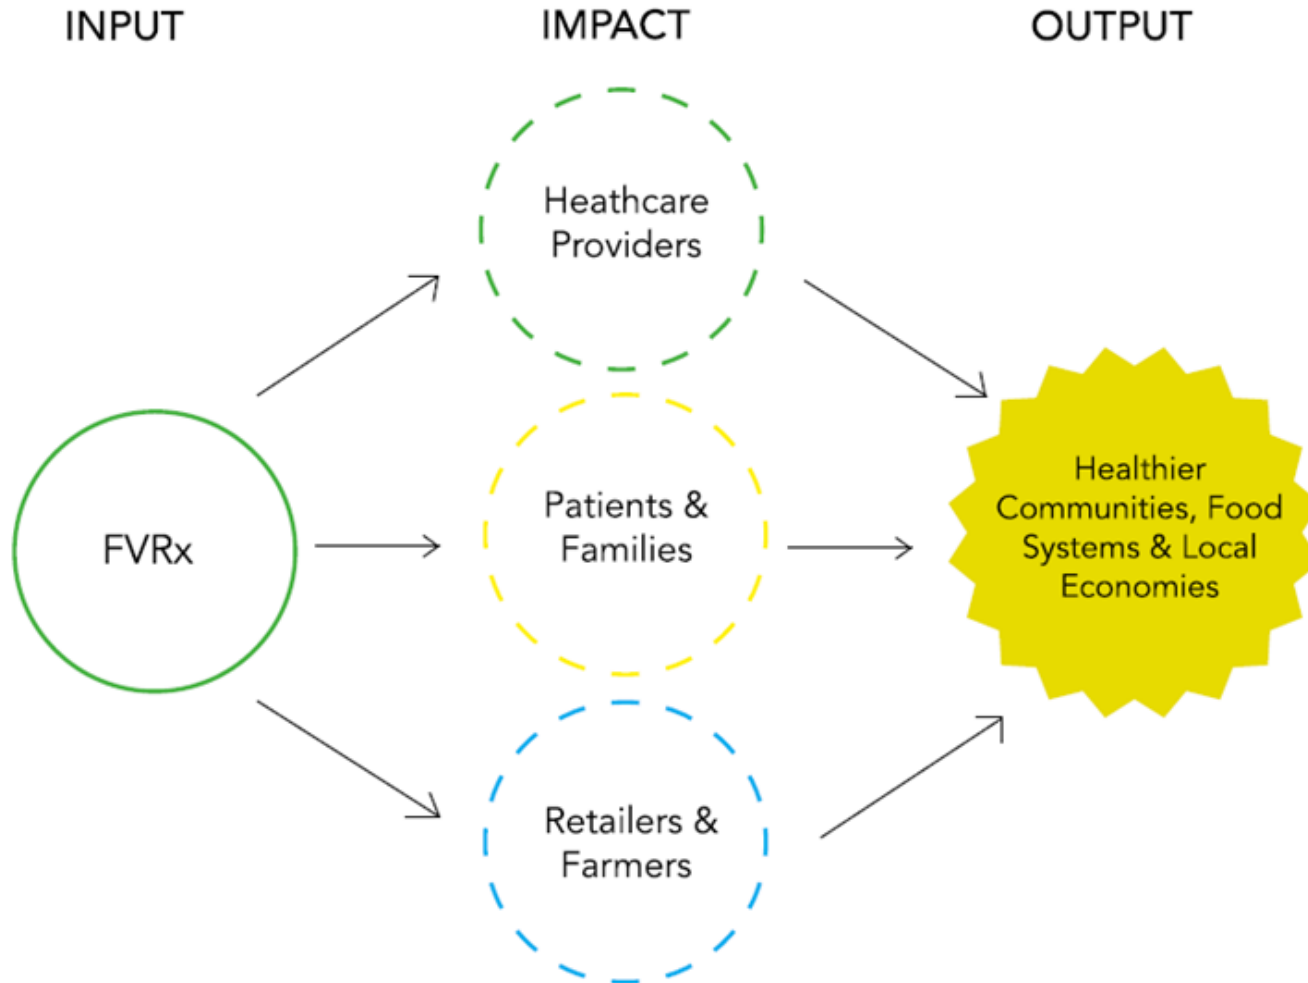 INPUT
IMPACT
OUTPUT
Heathcare
Providers
FVRx
Patients &
Families
Healthier
Communities, Food
Systems & Local
Economies
Retailers &
Farmers